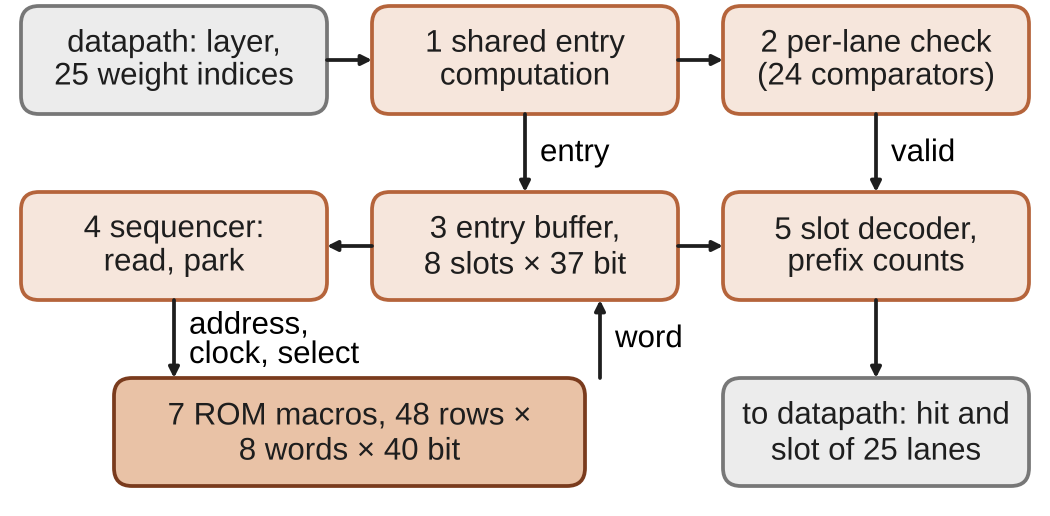 datapath: layer,
25 weight indices
1 shared entry
computation
2 per-lane check
(24 comparators)
entry
valid
4 sequencer:
read, park
3 entry buffer,
8 slots × 37 bit
5 slot decoder,
prefix counts
address,
clock, select
word
7 ROM macros, 48 rows ×
8 words × 40 bit
to datapath: hit and
slot of 25 lanes